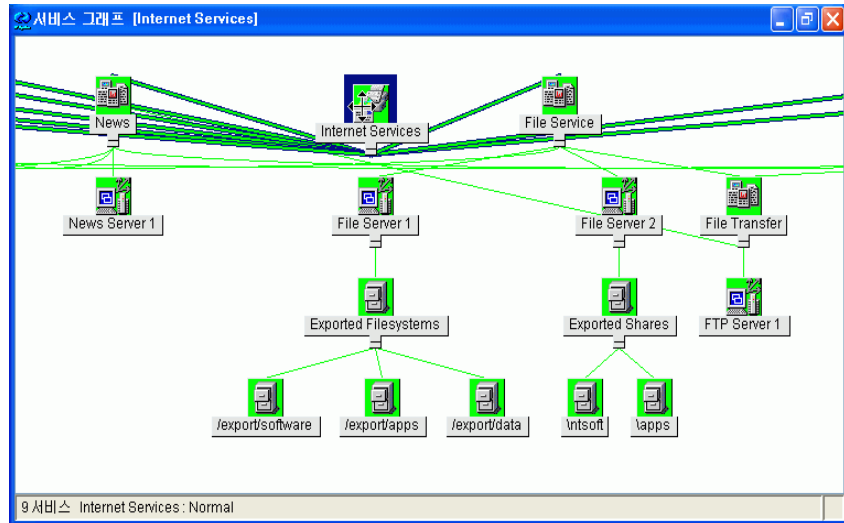 서비스 그래프 [Internet Services]
News
Internet Services
File Service
News Server 1
File Server 1
File Server 2
File Transfer
Exported Filesystems
Exported Shares
FTP Server 1
/export/software
/export/apps
/export/data
\ntsoft
\apps
9 서비스 Internet Services : Normal